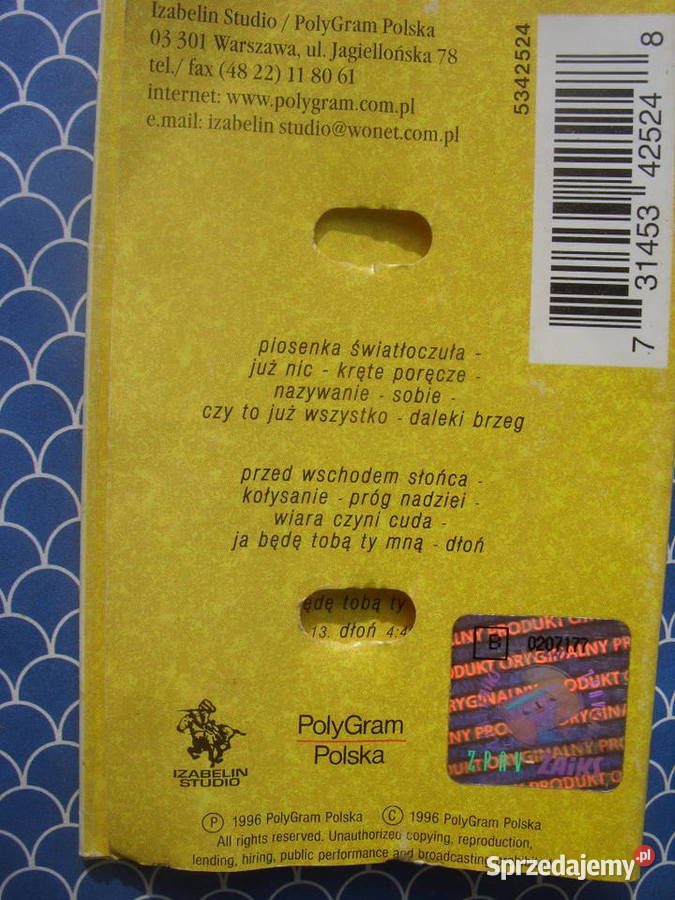 Izabelin Studio / PolyGram Polska
03 301 Warszawa, ul. Jagiellońska 78
tel./ fax (48 22) 11 80 61
internet: www.polygram.com.pl
e.mail: izabelin studio@wonet.com.pl
5342524
7 31453 42524 8
piosenka światłoczuła -
już nic - kręte poręcze -
nazywanie - sobie -
czy to już wszystko - daleki brzeg
przed wschodem słońca -
kołysanie - próg nadziei -
wiara czyni cuda -
ja będę tobą ty mną - dłoń
tobą ty
13. dłoń
B 0207177
PRODUKT ORYGINALNY
ZPAV ZAiKS
IZABELIN
STUDIO
PolyGram
Polska
P 1996 PolyGram Polska C 1996 PolyGram Polska
All rights reserved. Unauthorized copying, reproduction,
lending, hiring, public performance and broadcasting
Sprzedajemy.pl